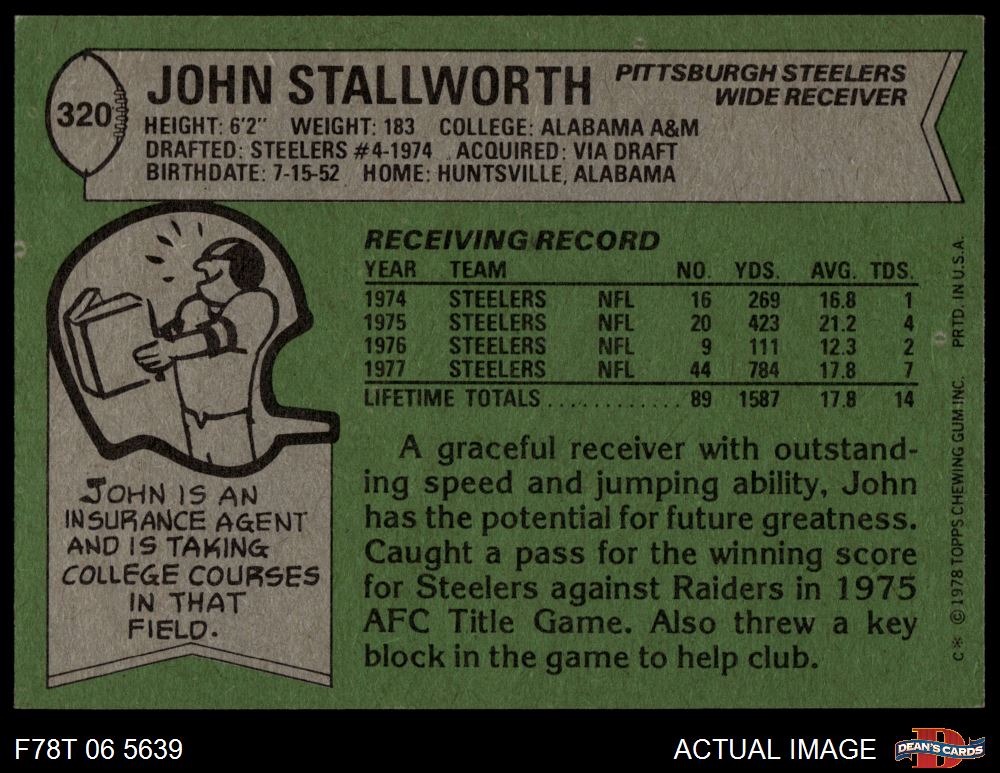 320
JOHN STALLWORTH
PITTSBURGH STEELERS
WIDE RECEIVER
HEIGHT: 6'2" WEIGHT: 183 COLLEGE: ALABAMA A&M
DRAFTED: STEELERS #4-1974 ACQUIRED: VIA DRAFT
BIRTHDATE: 7-15-52 HOME: HUNTSVILLE, ALABAMA
RECEIVING RECORD
YEAR TEAM NO. YDS. AVG. TDS.
1974 STEELERS NFL 16 269 16.8 1
1975 STEELERS NFL 20 423 21.2 4
1976 STEELERS NFL 9 111 12.3 2
1977 STEELERS NFL 44 784 17.8 7
LIFETIME TOTALS............ 89 1587 17.8 14
A graceful receiver with outstand-
ing speed and jumping ability, John
has the potential for future greatness.
Caught a pass for the winning score
for Steelers against Raiders in 1975
AFC Title Game. Also threw a key
block in the game to help club.
JOHN IS AN
INSURANCE AGENT
AND IS TAKING
COLLEGE COURSES
IN THAT
FIELD.
C* © 1978 TOPPS CHEWING GUM INC. PRTD. IN U.S.A.
F78T 06 5639
ACTUAL IMAGE
D
DEAN'S CARDS